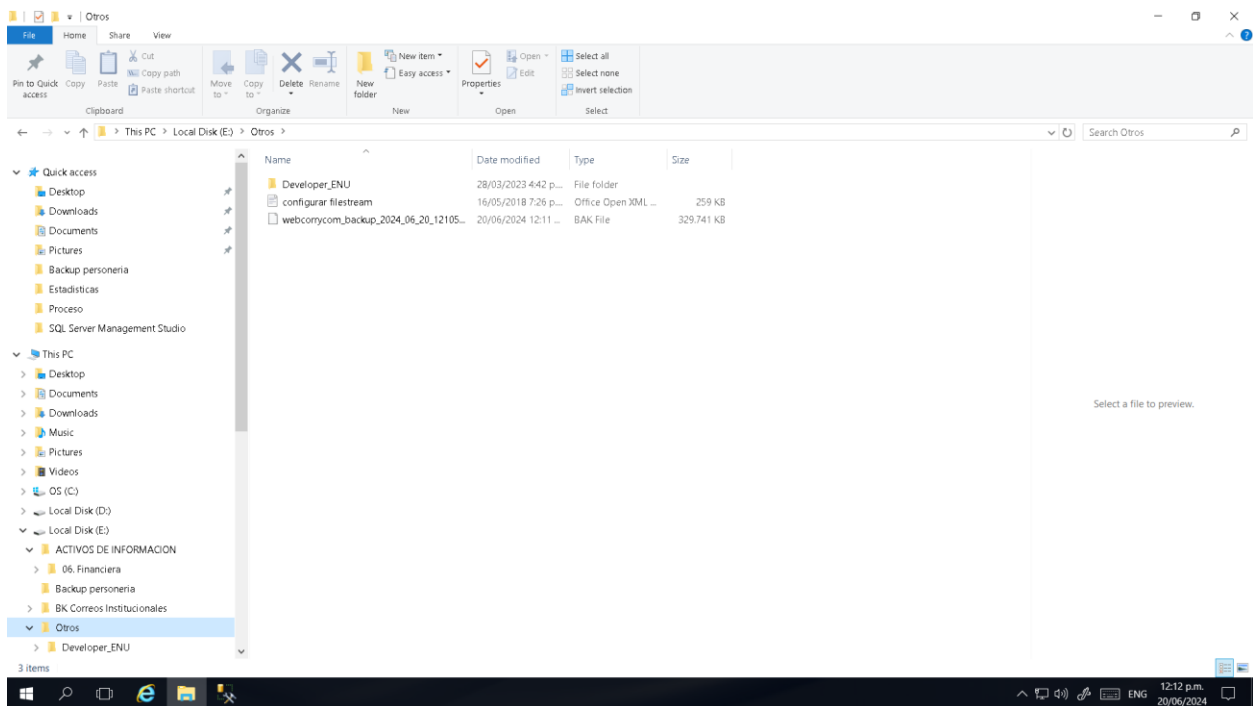 Otros
File Home Share View
Pin to Quick access
Copy
Paste
Cut
Copy path
Paste shortcut
Clipboard
Move to
Copy to
Delete
Rename
Organize
New folder
New item
Easy access
New
Properties
Open
Edit
Open
Select all
Select none
Invert selection
Select
This PC > Local Disk (E:) > Otros >
Search Otros
Quick access
Desktop
Downloads
Documents
Pictures
Backup personeria
Estadisticas
Proceso
SQL Server Management Studio
This PC
Desktop
Documents
Downloads
Music
Pictures
Videos
OS (C:)
Local Disk (D:)
Local Disk (E:)
ACTIVOS DE INFORMACION
06. Financiera
Backup personeria
BK Correos Institucionales
Otros
Developer_ENU
Name Date modified Type Size
Developer_ENU 28/03/2023 4:42 p.... File folder
configurar filestream 16/05/2018 7:26 p.... Office Open XML ... 259 KB
webcorrycom_backup_2024_06_20_12105... 20/06/2024 12:11 ... BAK File 329.741 KB
Select a file to preview.
3 items
ENG
12:12 p.m.
20/06/2024